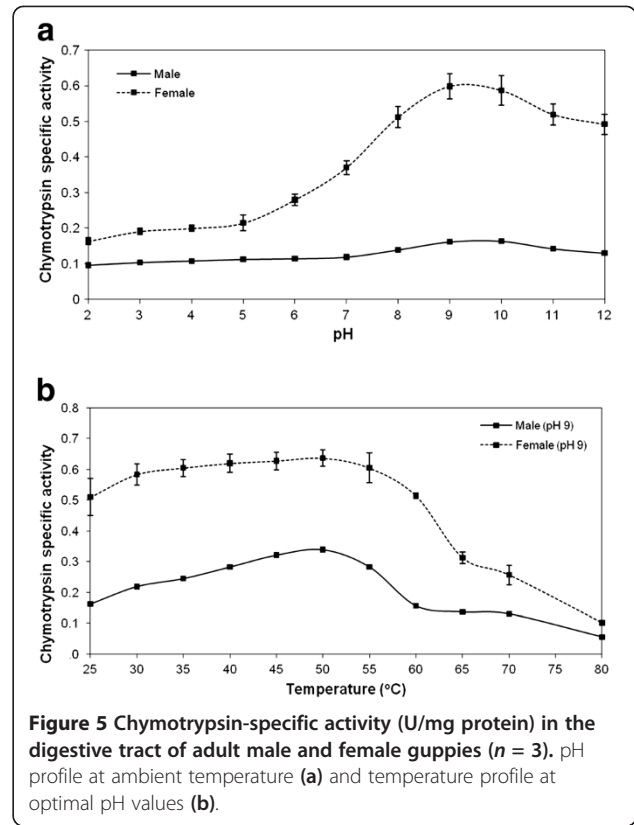 a
0.7
0.6
0.5
0.4
0.3
0.2
0.1
0
Chymotrypsin specific activity
Male
Female
2 3 4 5 6 7 8 9 10 11 12
pH
b
0.8
0.7
0.6
0.5
0.4
0.3
0.2
0.1
.0
Chymotrypsin specific activity
Male (pH 9)
Female (pH 9)
25 30 35 40 45 50 55 60 65 70 75 80
Temperature (ºC)
Figure 5 Chymotrypsin-specific activity (U/mg protein) in the
digestive tract of adult male and female guppies (n = 3). pH
profile at ambient temperature (a) and temperature profile at
optimal pH values (b).